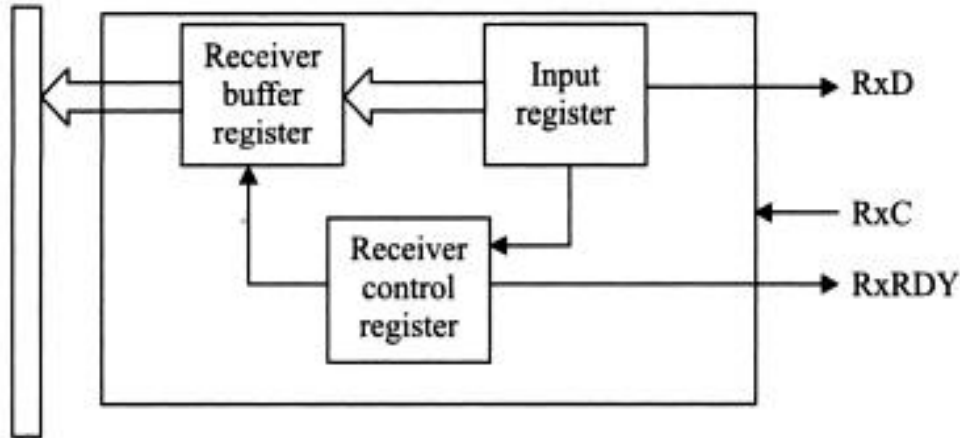 Receiver
buffer
register
Input
register
RxD
RxC
Receiver
control
register
RxRDY